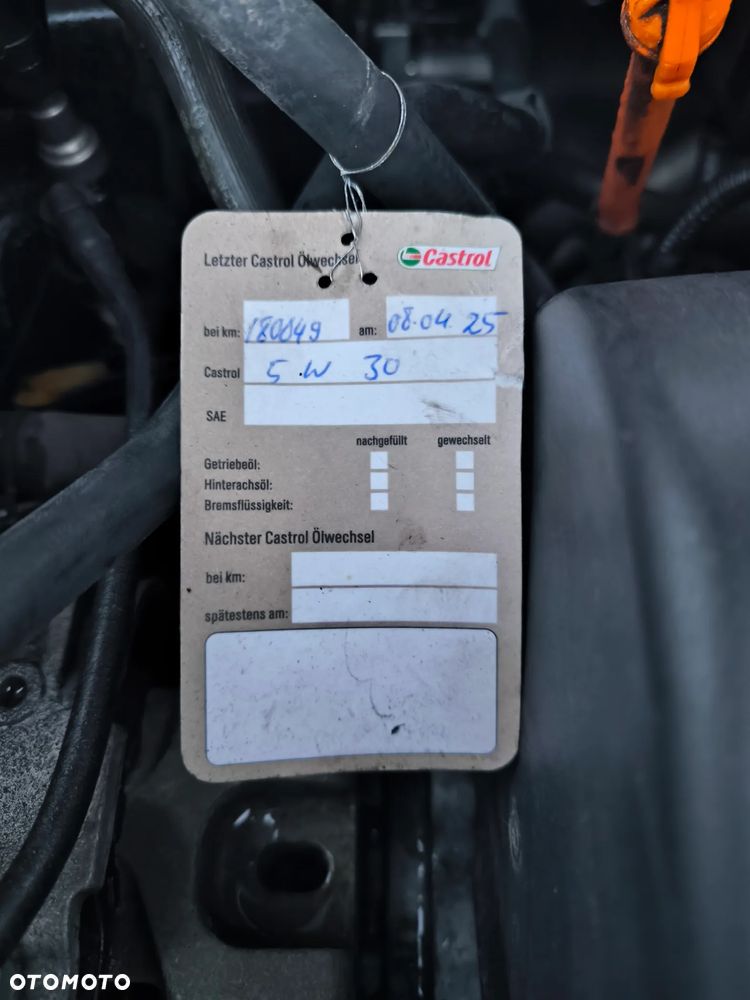 Letzter Castrol Ölwechsel Castrol
bei km: 180849 am: 08.04.25
Castrol 5 W 30
SAE
nachgefüllt gewechselt
Getriebeöl:
Hinterachsöl:
Bremsflüssigkeit:
Nächster Castrol Ölwechsel
bei km:
spätestens am:
OTOMOTO